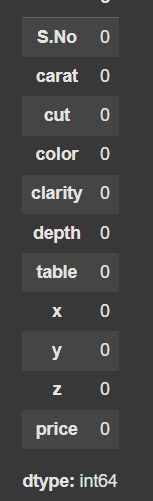 S.No 0
carat 0
cut 0
color 0
clarity 0
depth 0
table 0
x 0
y 0
z 0
price 0
dtype: int64